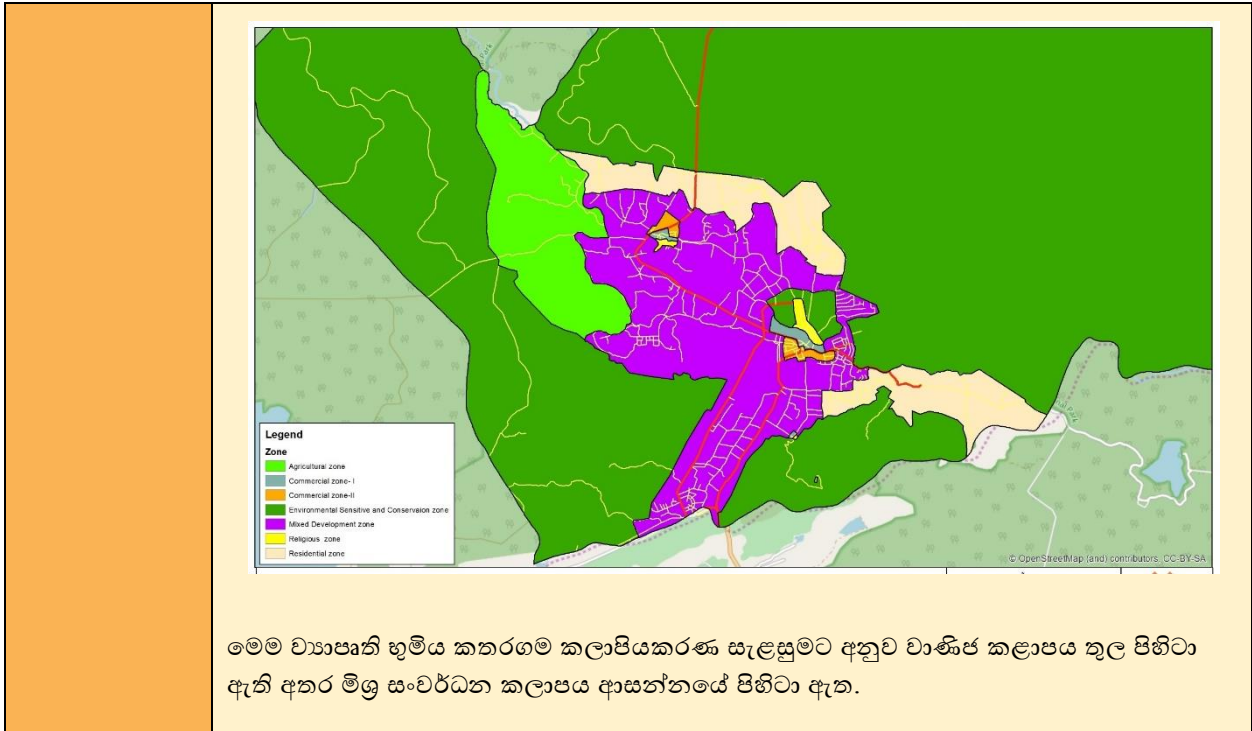 Legend
Zone
Agricultural zone
Commercial zone- I
Commercial zone-II
Environmental Sensitive and Conservaion zone
Mixed Development zone
Religious zone
Residential zone
© OpenStreetMap (and) contributors, CC-BY-SA
මෙම ව්‍යාපෘති භුමිය කතරගම කලාපියකරණ සැළසුමට අනුව වාණිජ කළාපය තුල පිහිටා
ඇති අතර මිශ්‍ර සංවර්ධන කලාපය ආසන්නයේ පිහිටා ඇත.